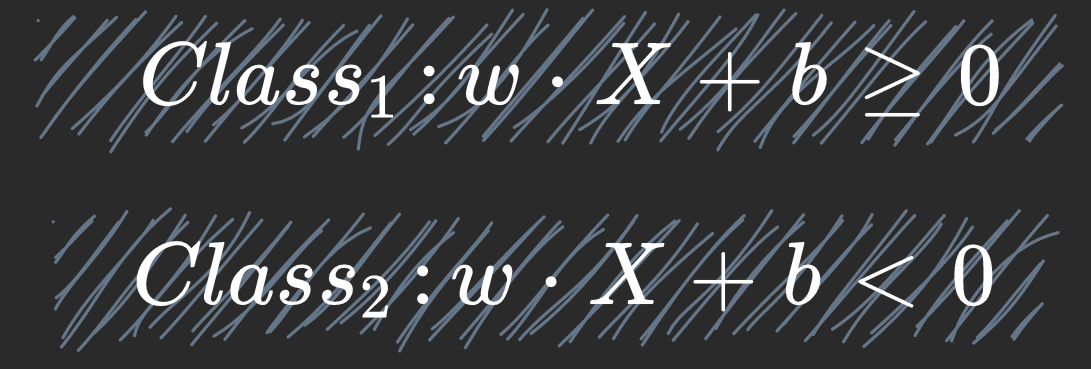 Class₁ : w · X + b ≥ 0
Class₂ : w · X + b < 0